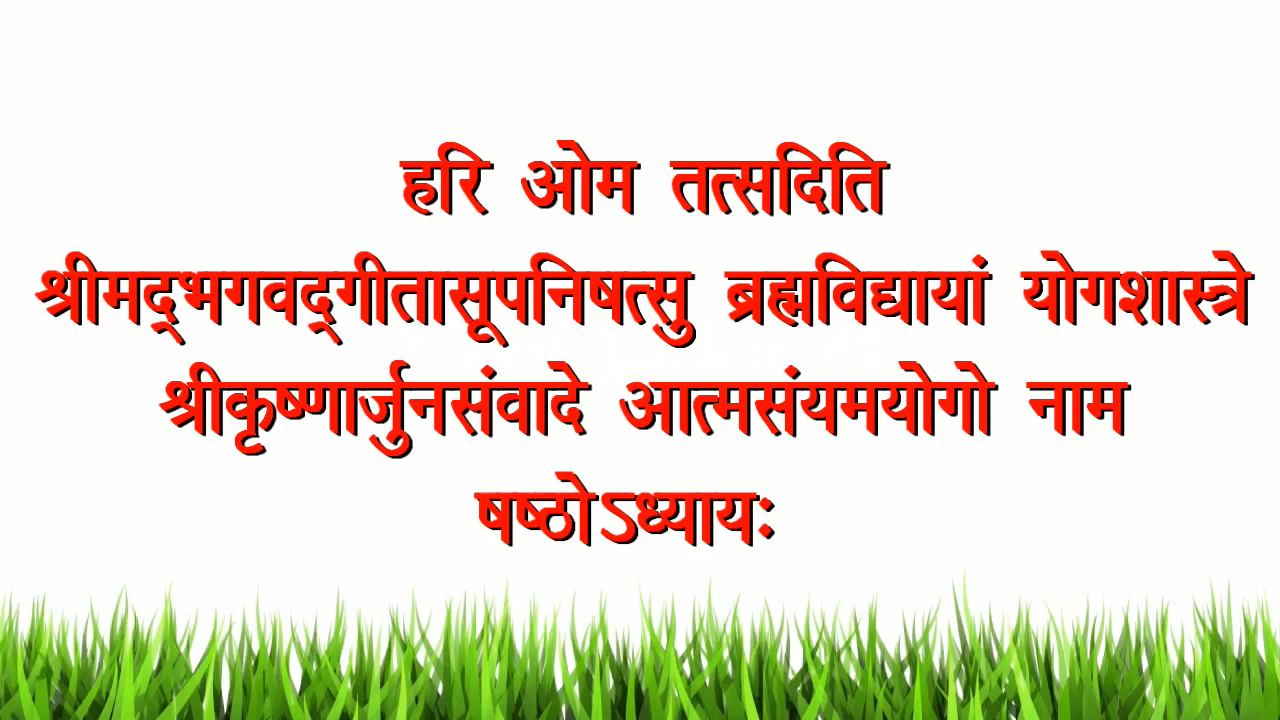 हरि ओम तत्सदिति
श्रीमद्‌भगवद्‌गीतासूपनिषत्सु ब्रह्मविद्यायां योगशास्त्रे
श्रीकृष्णार्जुनसंवादे आत्मसंयमयोगो नाम
षष्ठोऽध्यायः